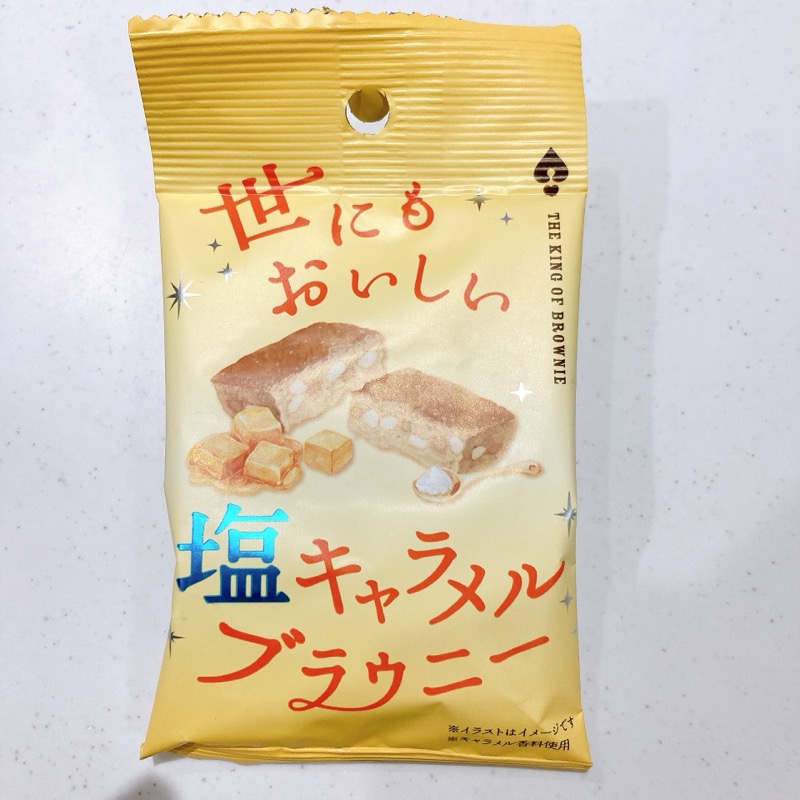 世にも
おいしい
THE KING OF BROWNIE
塩キャラメル
ブラウニー
※イラストはイメージです
※キャラメル香料使用